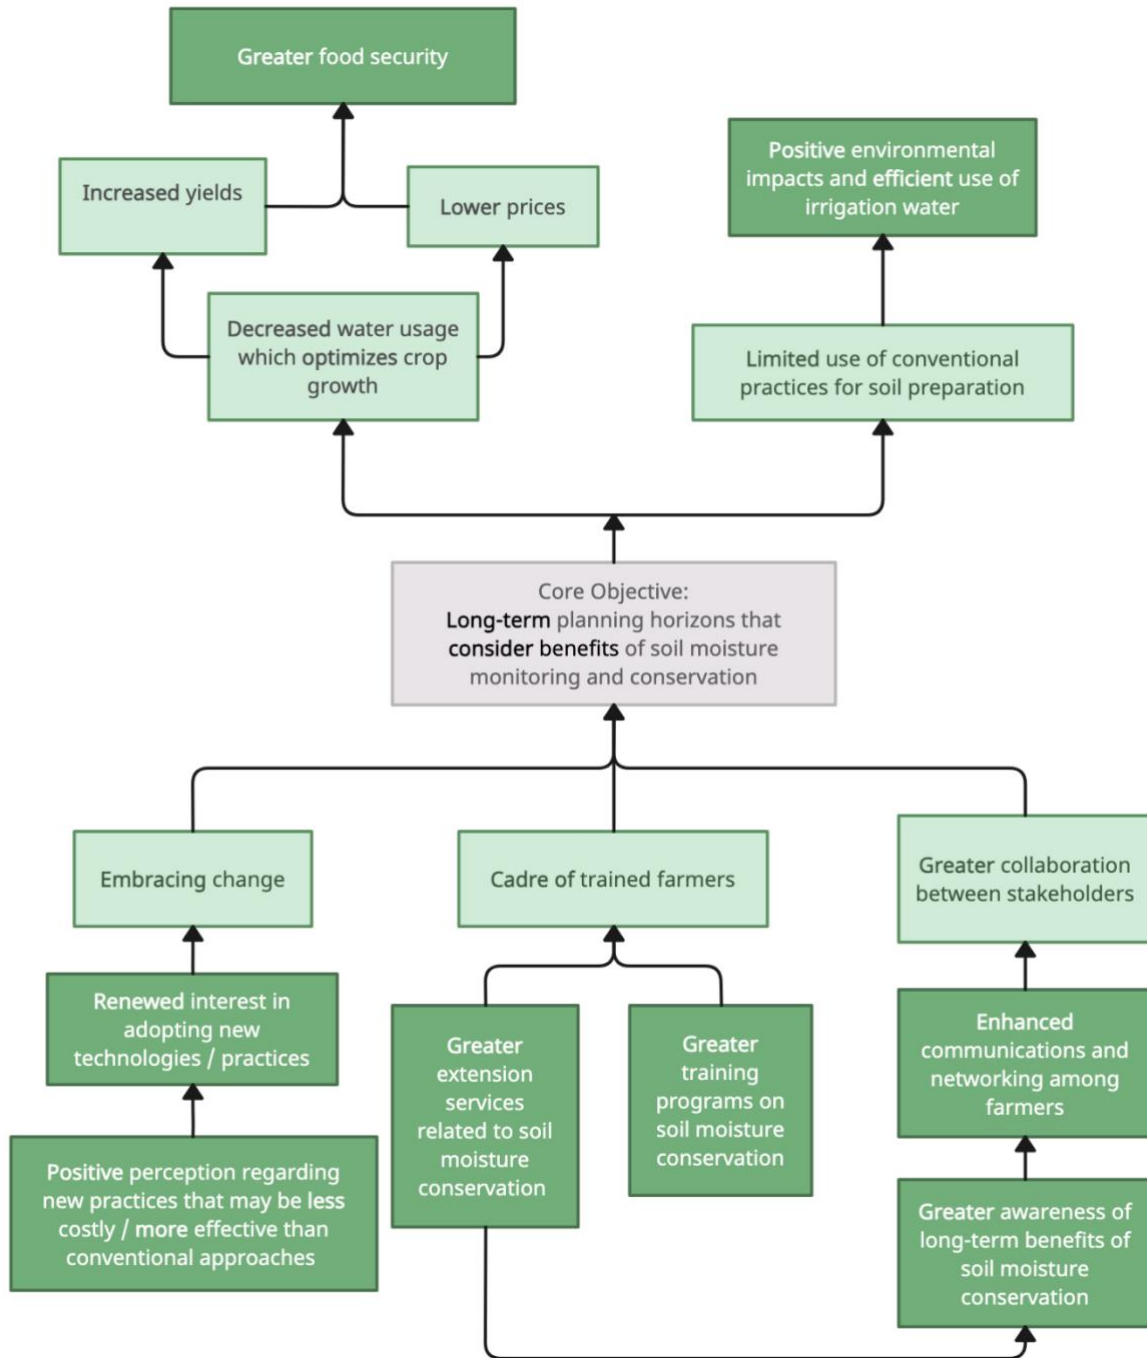 Greater food security
Positive environmental
impacts and efficient use of
irrigation water
Increased yields
Lower prices
Decreased water usage
which optimizes crop
growth
Limited use of conventional
practices for soil preparation
Core Objective:
Long-term planning horizons that
consider benefits of soil moisture
monitoring and conservation
Embracing change
Cadre of trained farmers
Greater collaboration
between stakeholders
Renewed interest in
adopting new
technologies / practices
Greater
extension
services
related to soil
moisture
conservation
Greater
training
programs on
soil moisture
conservation
Enhanced
communications and
networking among
farmers
Positive perception regarding
new practices that may be less
costly / more effective than
conventional approaches
Greater awareness of
long-term benefits of
soil moisture
conservation